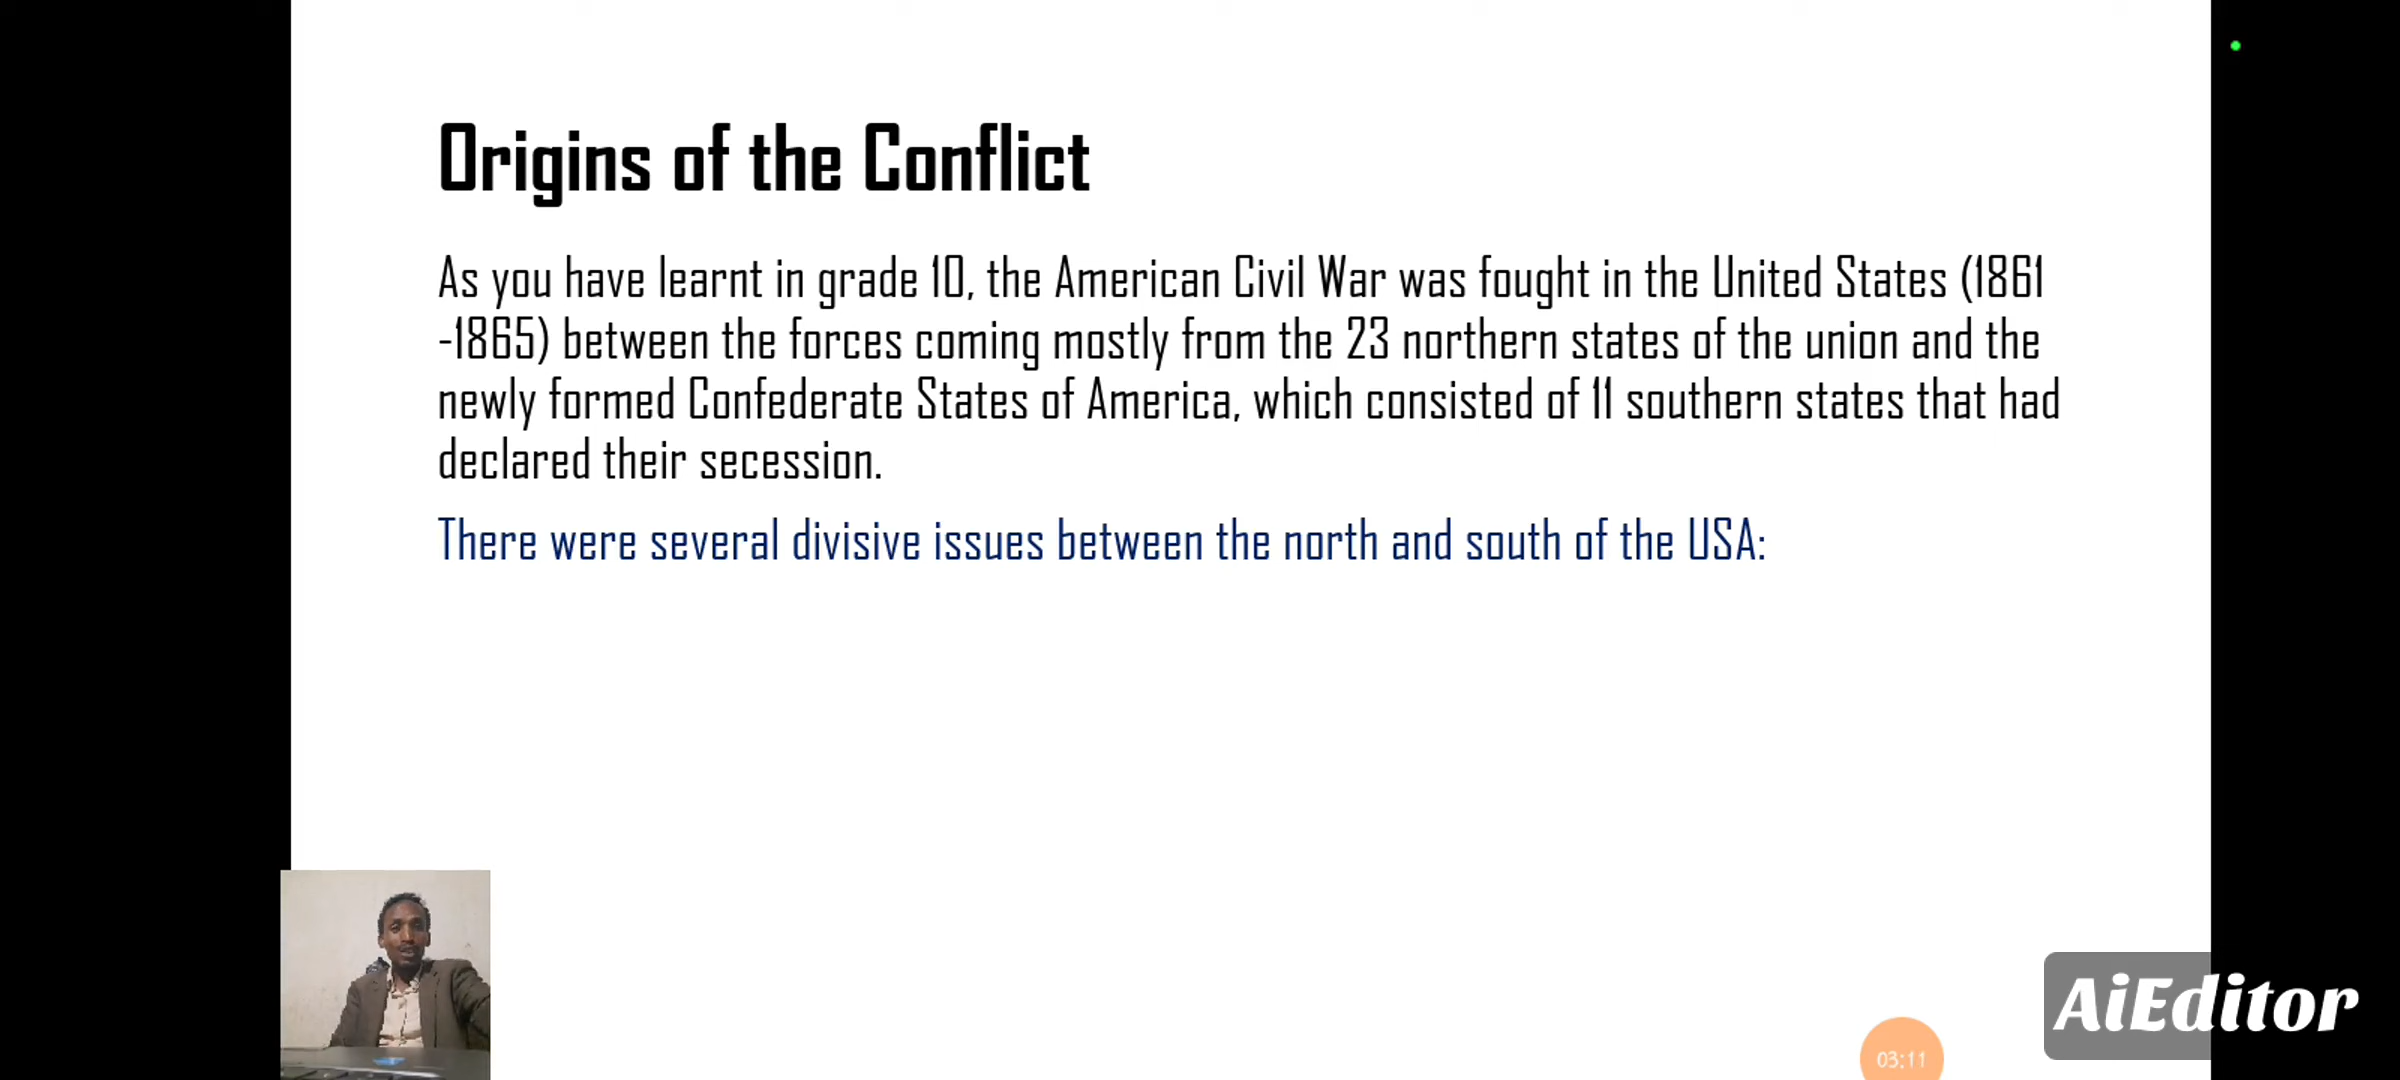 Origins of the Conflict
As you have learnt in grade 10, the American Civil War was fought in the United States (1861
-1865) between the forces coming mostly from the 23 northern states of the union and the
newly formed Confederate States of America, which consisted of 11 southern states that had
declared their secession.
There were several divisive issues between the north and south of the USA:
AiEditor
03:11